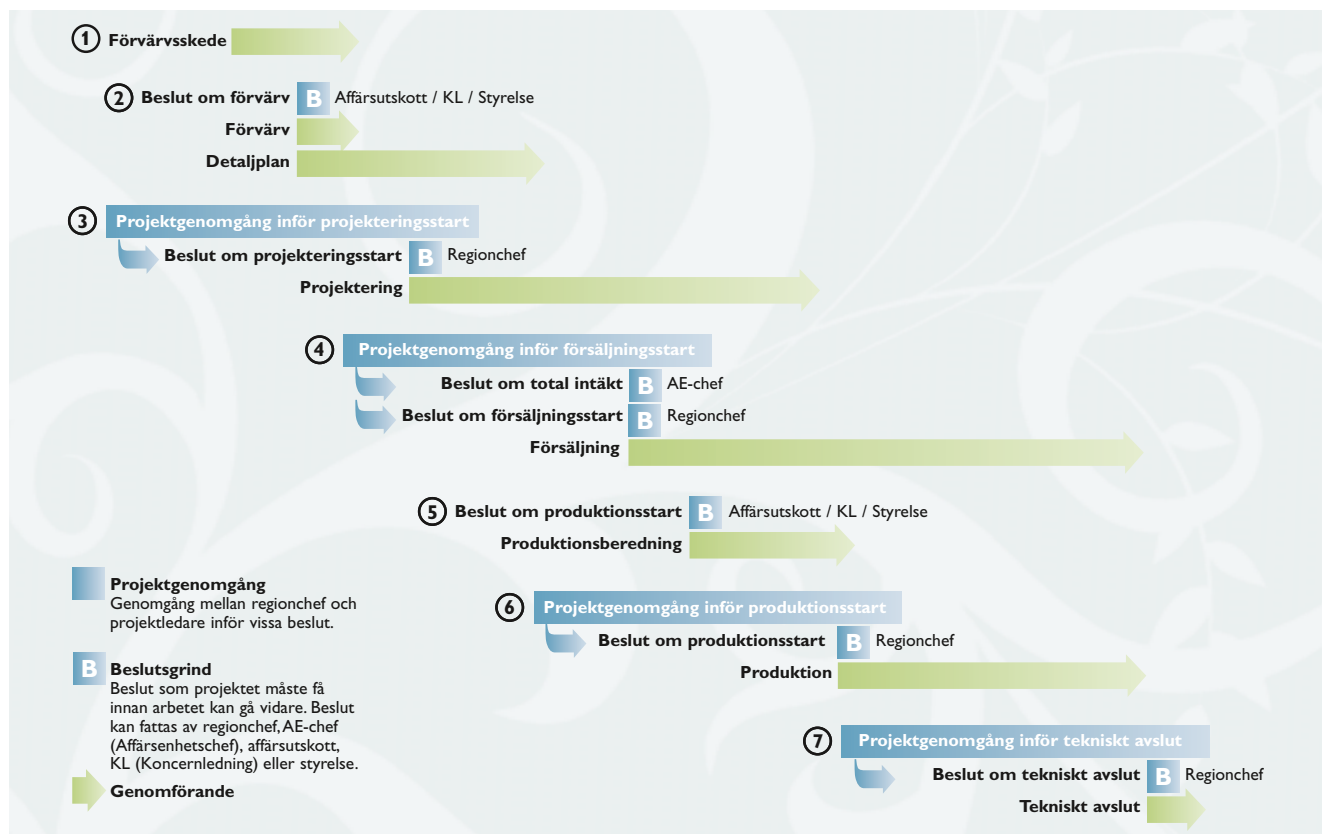 1 Förvärvsskede
2 Beslut om förvärv B Affärsutskott / KL / Styrelse
Förvärv
Detaljplan
3 Projektgenomgång inför projekteringsstart
Beslut om projekteringsstart B Regionchef
Projektering
4 Projektgenomgång inför försäljningsstart
Beslut om total intäkt B AE-chef
Beslut om försäljningsstart B Regionchef
Försäljning
5 Beslut om produktionsstart B Affärsutskott / KL / Styrelse
Produktionsberedning
6 Projektgenomgång inför produktionsstart
Beslut om produktionsstart B Regionchef
Produktion
7 Projektgenomgång inför tekniskt avslut
Beslut om tekniskt avslut B Regionchef
Tekniskt avslut
Projektgenomgång
Genomgång mellan regionchef och
projektledare inför vissa beslut.
B Beslutsgrind
Beslut som projektet måste få
innan arbetet kan gå vidare. Beslut
kan fattas av regionchef, AE-chef
(Affärsenhetschef), affärsutskott,
KL (Koncernledning) eller styrelse.
Genomförande